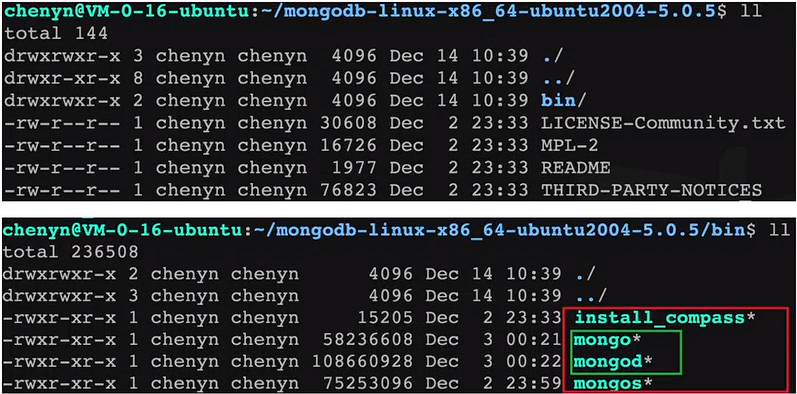 chenyn@VM-0-16-ubuntu:~/mongodb-linux-x86_64-ubuntu2004-5.0.5$ ll
total 144
drwxrwxr-x 3 chenyn chenyn  4096 Dec 14 10:39 ./
drwxr-xr-x 8 chenyn chenyn  4096 Dec 14 10:39 ../
drwxrwxr-x 2 chenyn chenyn  4096 Dec 14 10:39 bin/
-rw-r--r-- 1 chenyn chenyn 30608 Dec  2 23:33 LICENSE-Community.txt
-rw-r--r-- 1 chenyn chenyn 16726 Dec  2 23:33 MPL-2
-rw-r--r-- 1 chenyn chenyn  1977 Dec  2 23:33 README
-rw-r--r-- 1 chenyn chenyn 76823 Dec  2 23:33 THIRD-PARTY-NOTICES
chenyn@VM-0-16-ubuntu:~/mongodb-linux-x86_64-ubuntu2004-5.0.5/bin$ ll
total 236508
drwxrwxr-x 2 chenyn chenyn      4096 Dec 14 10:39 ./
drwxrwxr-x 3 chenyn chenyn      4096 Dec 14 10:39 ../
-rwxr-xr-x 1 chenyn chenyn     15205 Dec  2 23:33 install_compass*
-rwxr-xr-x 1 chenyn chenyn  58236608 Dec  3 00:21 mongo*
-rwxr-xr-x 1 chenyn chenyn 108660928 Dec  3 00:22 mongod*
-rwxr-xr-x 1 chenyn chenyn  75253096 Dec  2 23:59 mongos*